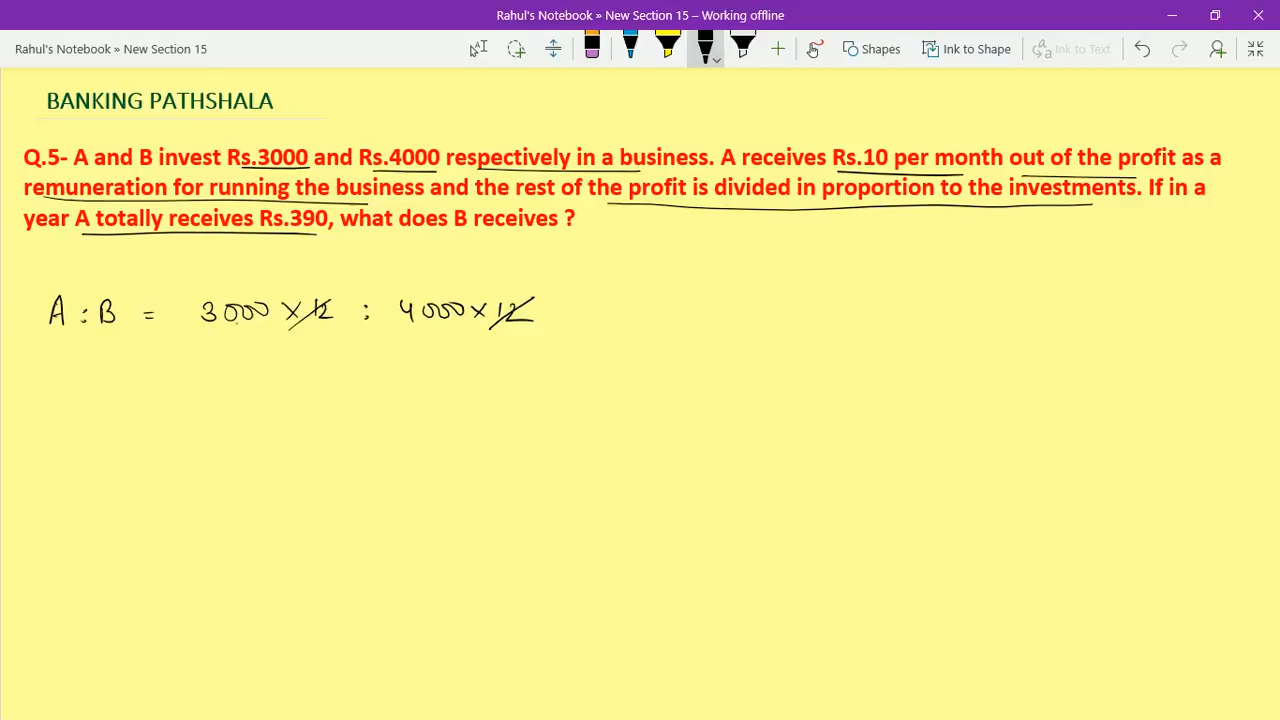 Rahul's Notebook » New Section 15 – Working offline
Rahul's Notebook » New Section 15
Shapes
Ink to Shape
Ink to Text
BANKING PATHSHALA
Q.5- A and B invest Rs.3000 and Rs.4000 respectively in a business. A receives Rs.10 per month out of the profit as a
remuneration for running the business and the rest of the profit is divided in proportion to the investments. If in a
year A totally receives Rs.390, what does B receives ?
A : B = 3000 × 12 : 4000 × 12